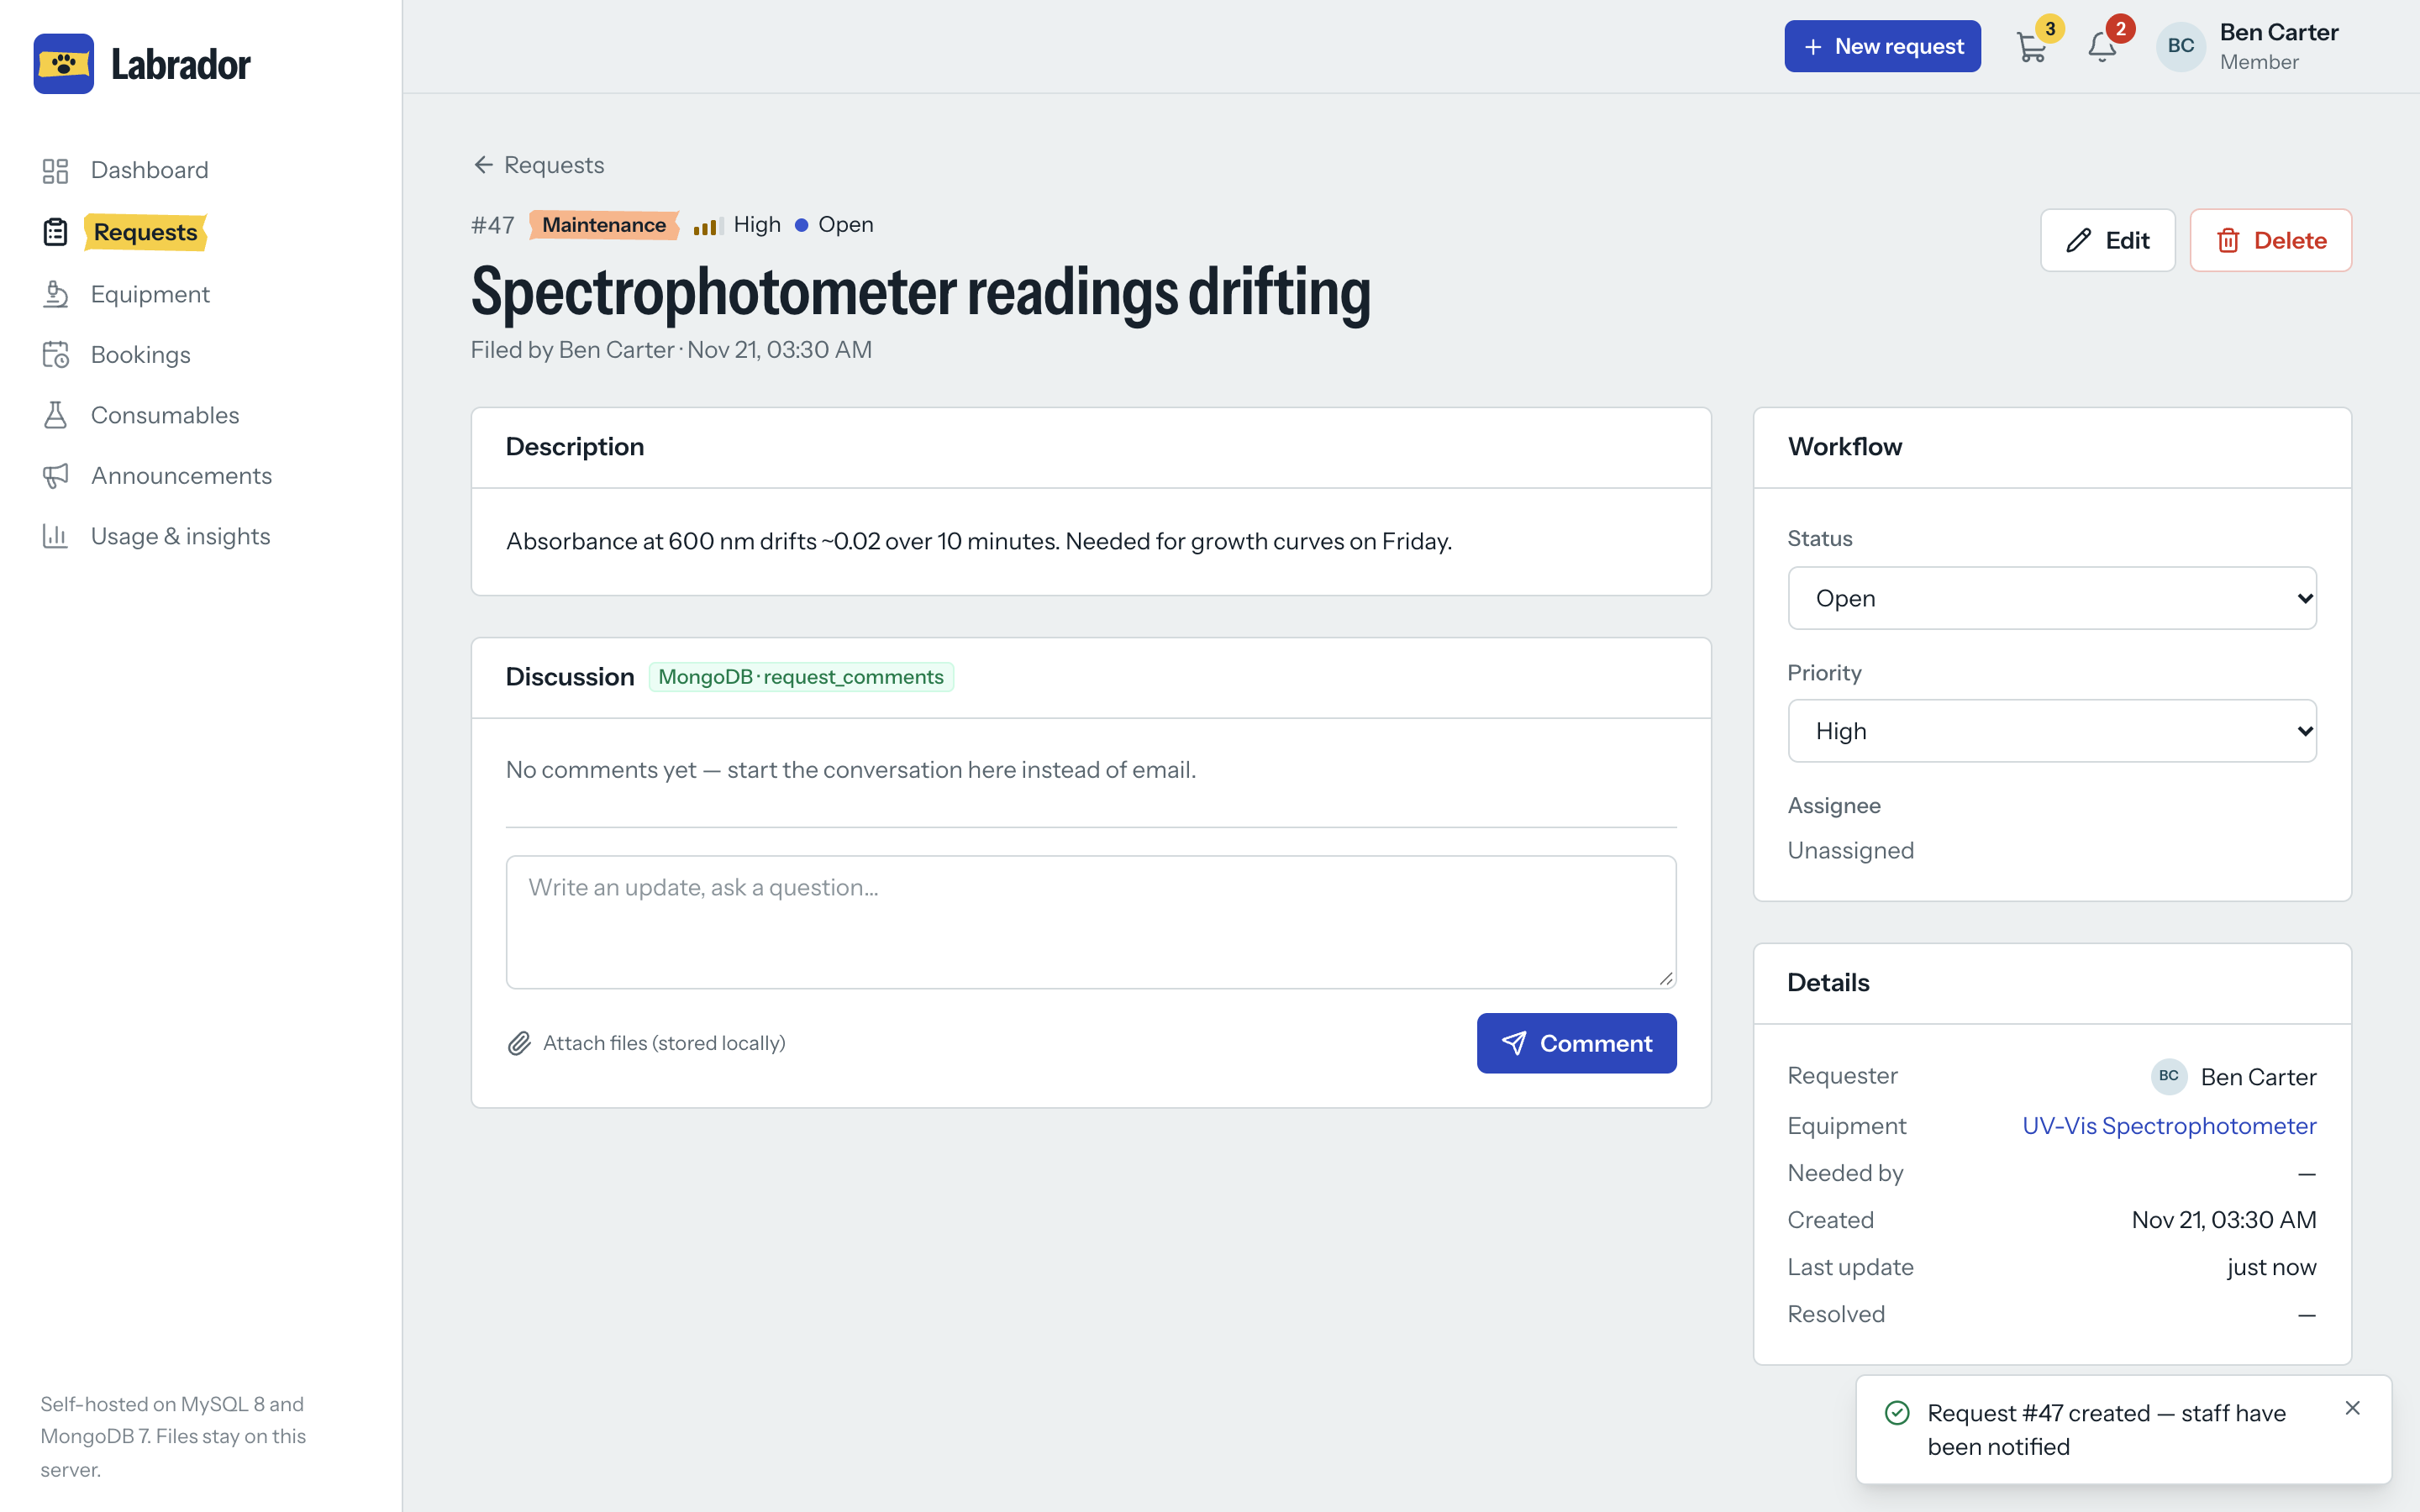 Labrador
Dashboard
Requests
Equipment
Bookings
Consumables
Announcements
Usage & insights
Self-hosted on MySQL 8 and
MongoDB 7. Files stay on this
server.
New request
3
2
BC
Ben Carter
Member
Requests
#47 Maintenance High Open
Edit
Delete
Spectrophotometer readings drifting
Filed by Ben Carter · Nov 21, 03:30 AM
Description
Absorbance at 600 nm drifts ~0.02 over 10 minutes. Needed for growth curves on Friday.
Discussion MongoDB · request_comments
No comments yet — start the conversation here instead of email.
Write an update, ask a question...
Attach files (stored locally)
Comment
Workflow
Status
Open
Priority
High
Assignee
Unassigned
Details
Requester BC Ben Carter
Equipment UV-Vis Spectrophotometer
Needed by —
Created Nov 21, 03:30 AM
Last update just now
Resolved —
Request #47 created — staff have
been notified